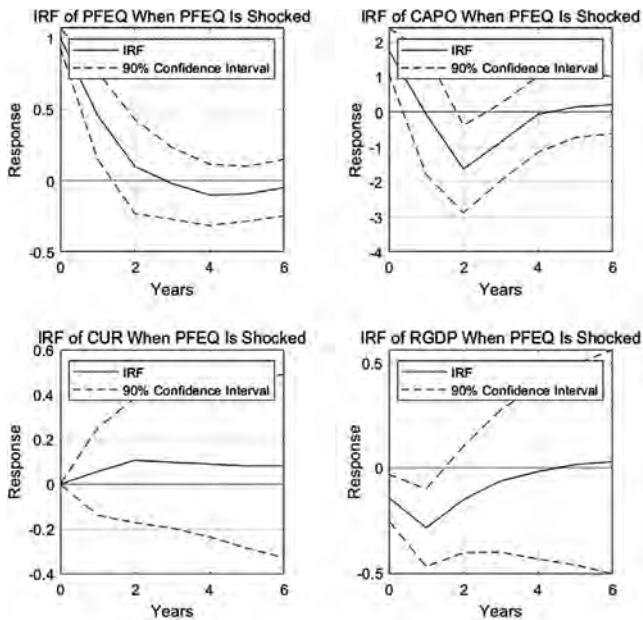 IRF of PFEQ When PFEQ Is Shocked
1
0.5
0
-0.5
Response
IRF
90% Confidence Interval
0 2 4 6
Years
IRF of CAPO When PFEQ Is Shocked
2
1
0
-1
-2
-3
-4
Response
IRF
90% Confidence Interval
0 2 4 6
Years
IRF of CUR When PFEQ Is Shocked
0.6
0.4
0.2
0
-0.2
-0.4
Response
IRF
90% Confidence Interval
0 2 4 6
Years
IRF of RGDP When PFEQ Is Shocked
0.5
0
-0.5
Response
IRF
90% Confidence Interval
0 2 4 6
Years